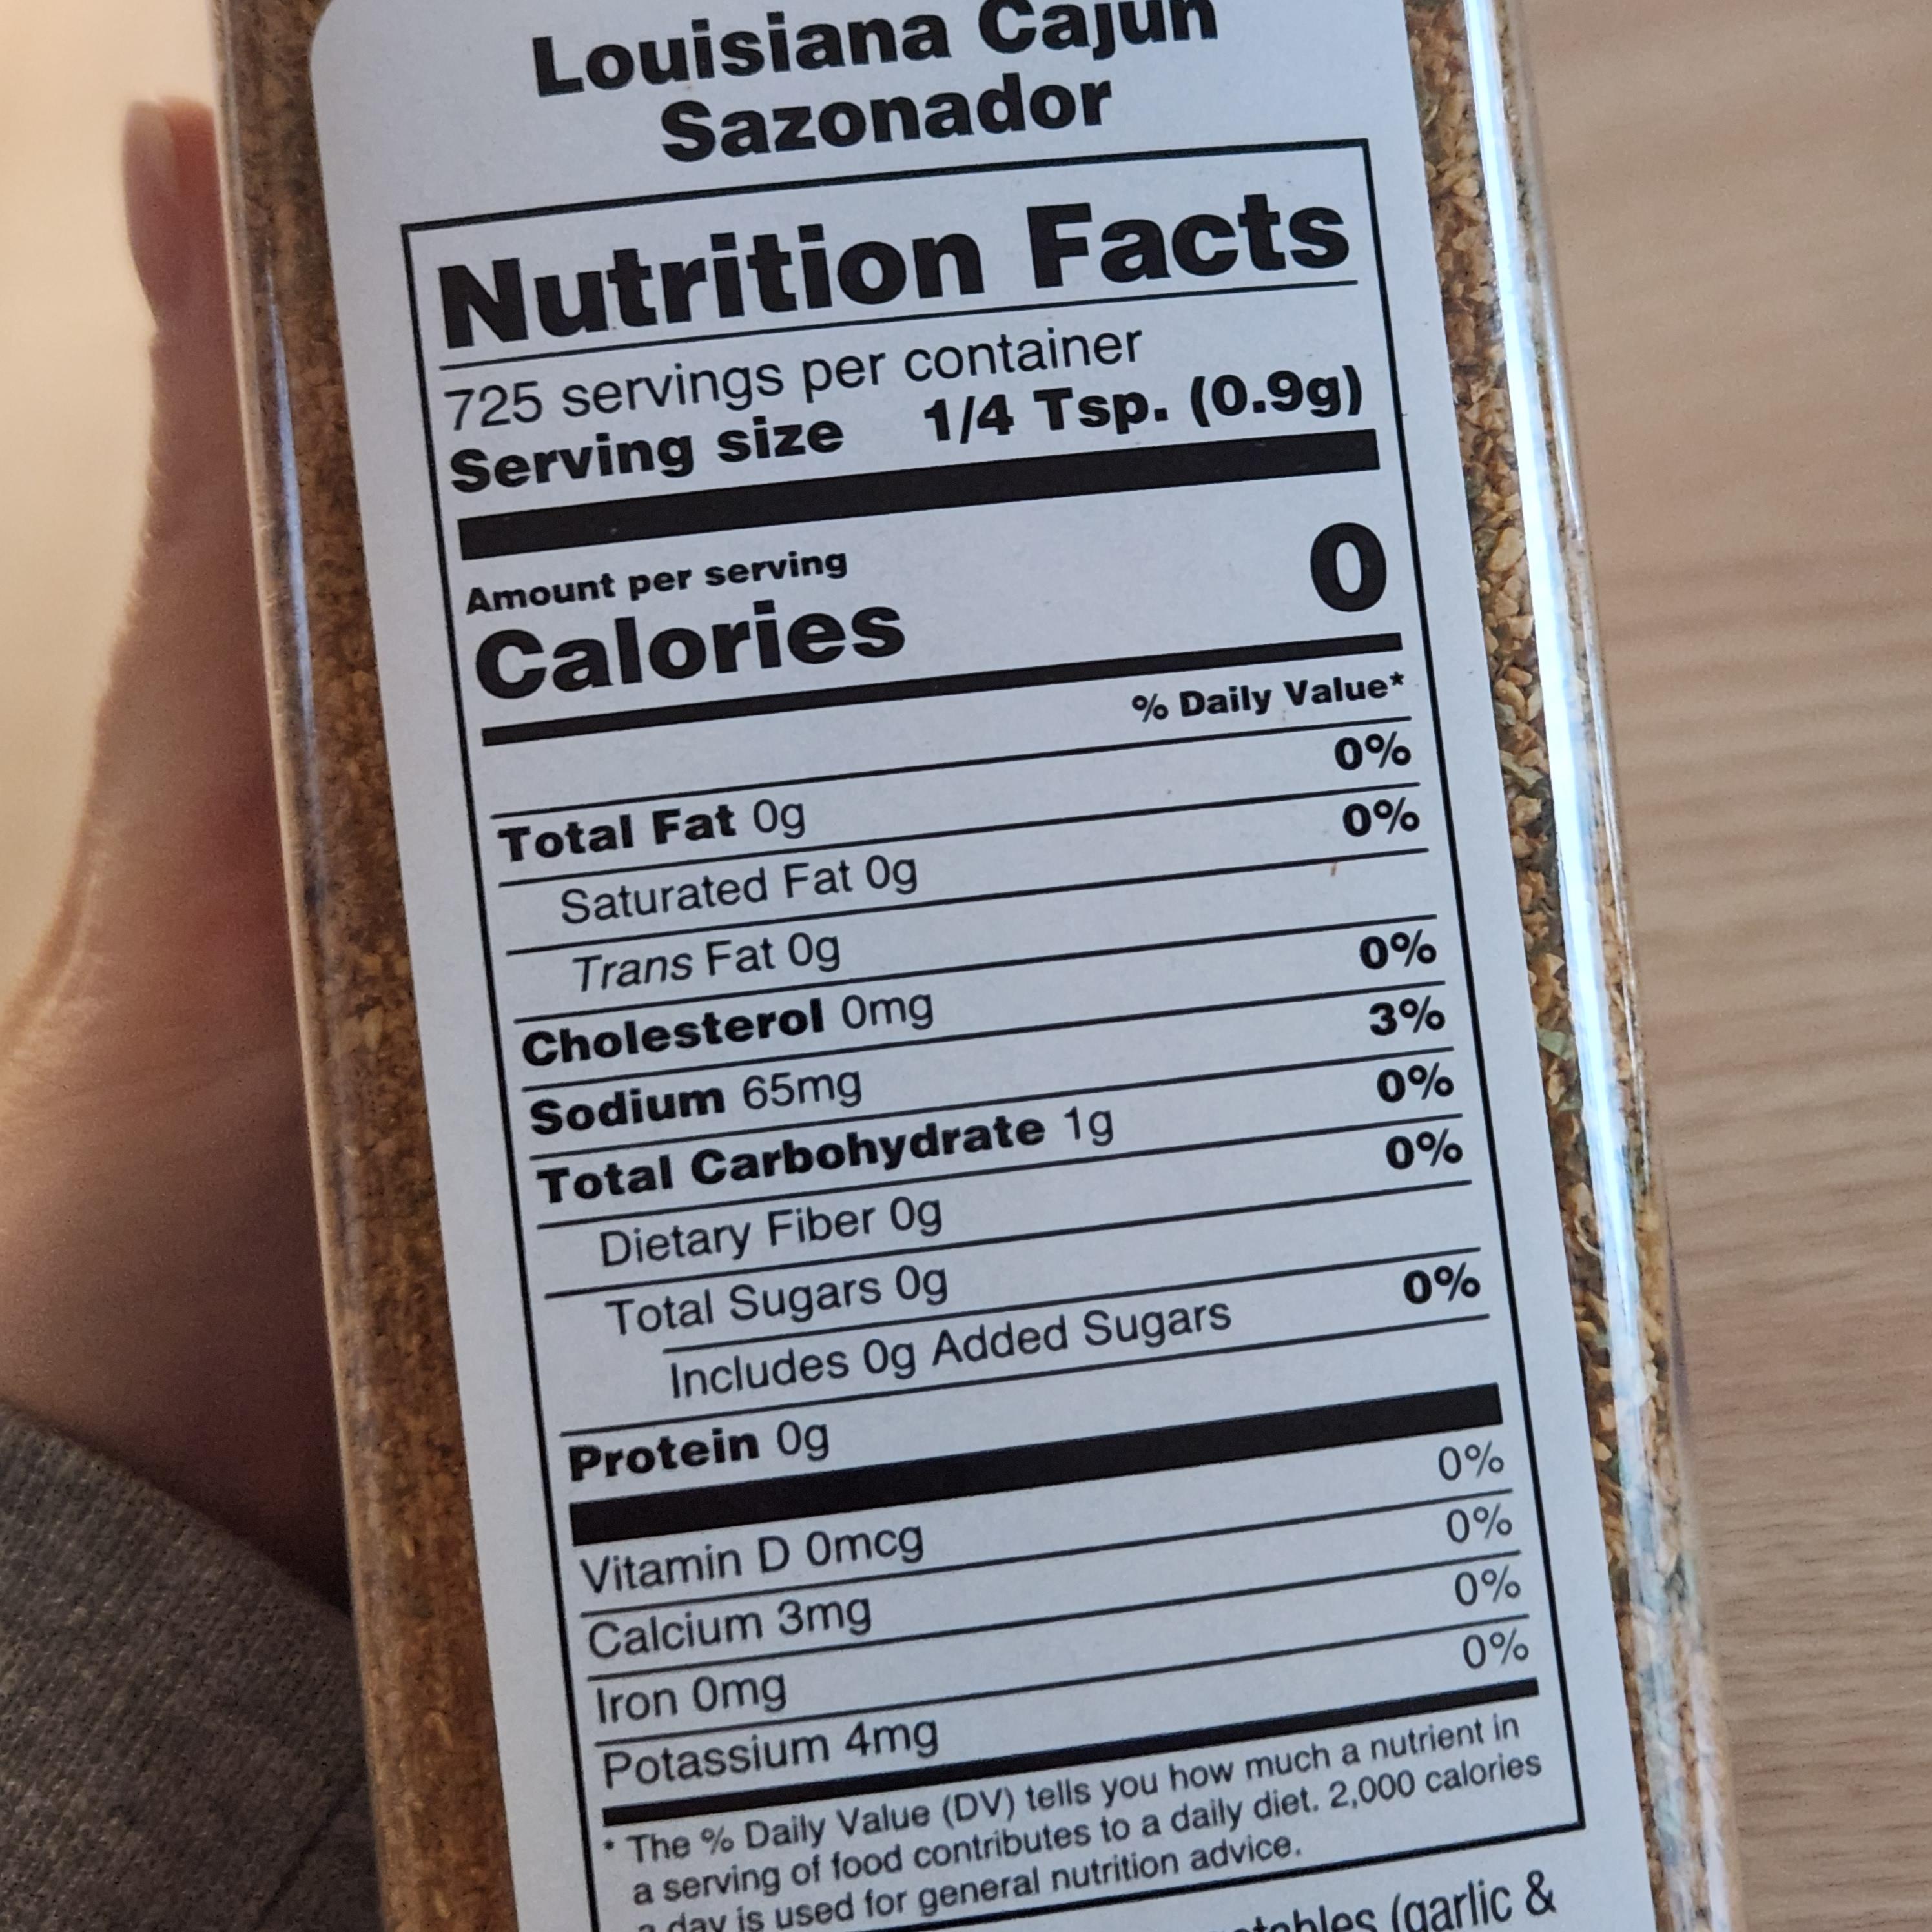 Louisiana Cajun
Sazonador
Nutrition Facts
725 servings per container
Serving size 1/4 Tsp. (0.9g)
Amount per serving
Calories 0
% Daily Value*
Total Fat 0g 0%
Saturated Fat 0g 0%
Trans Fat 0g
Cholesterol 0mg 0%
Sodium 65mg 3%
Total Carbohydrate 1g 0%
Dietary Fiber 0g 0%
Total Sugars 0g
Includes 0g Added Sugars 0%
Protein 0g
Vitamin D 0mcg 0%
Calcium 3mg 0%
Iron 0mg 0%
Potassium 4mg 0%
* The % Daily Value (DV) tells you how much a nutrient in
a serving of food contributes to a daily diet. 2,000 calories
a day is used for general nutrition advice.
(garlic &